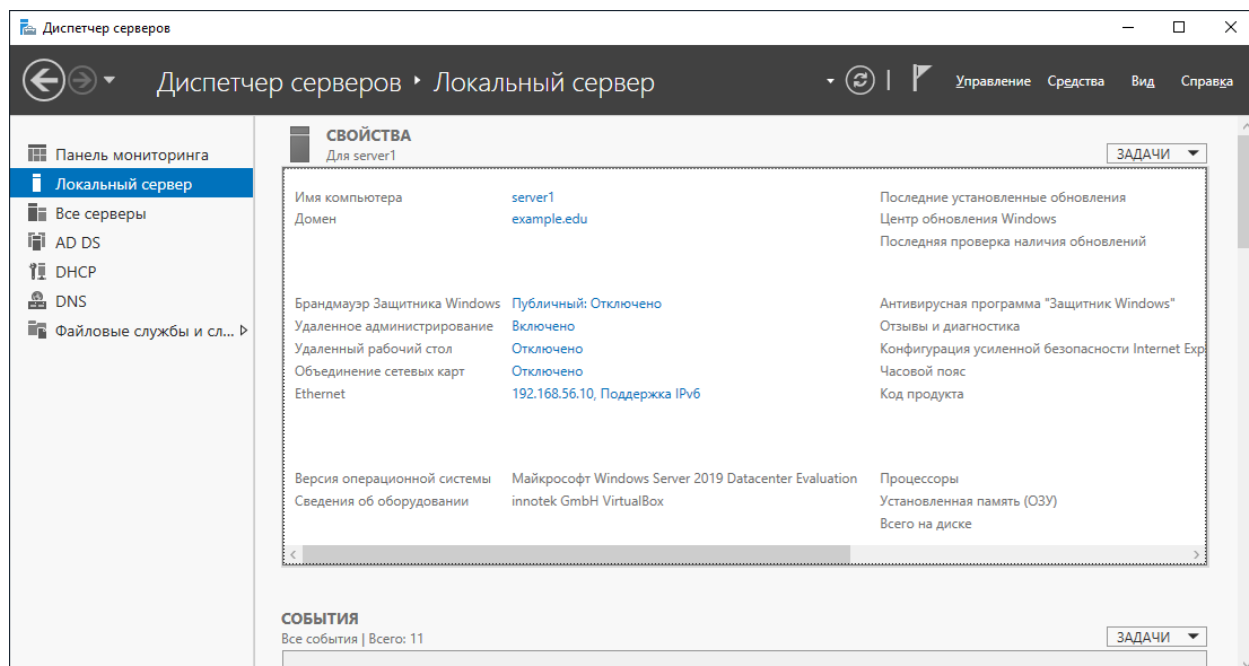 Диспетчер серверов
Диспетчер серверов ‣ Локальный сервер
Управление Средства Вид Справка
Панель мониторинга
Локальный сервер
Все серверы
AD DS
DHCP
DNS
Файловые службы и сл...
СВОЙСТВА
Для server1
ЗАДАЧИ
Имя компьютера server1 Последние установленные обновления
Домен example.edu Центр обновления Windows
Последняя проверка наличия обновлений
Брандмауэр Защитника Windows Публичный: Отключено Антивирусная программа "Защитник Windows"
Удаленное администрирование Включено Отзывы и диагностика
Удаленный рабочий стол Отключено Конфигурация усиленной безопасности Internet Exp
Объединение сетевых карт Отключено Часовой пояс
Ethernet 192.168.56.10, Поддержка IPv6 Код продукта
Версия операционной системы Майкрософт Windows Server 2019 Datacenter Evaluation Процессоры
Сведения об оборудовании innotek GmbH VirtualBox Установленная память (ОЗУ)
Всего на диске
СОБЫТИЯ
Все события | Всего: 11
ЗАДАЧИ